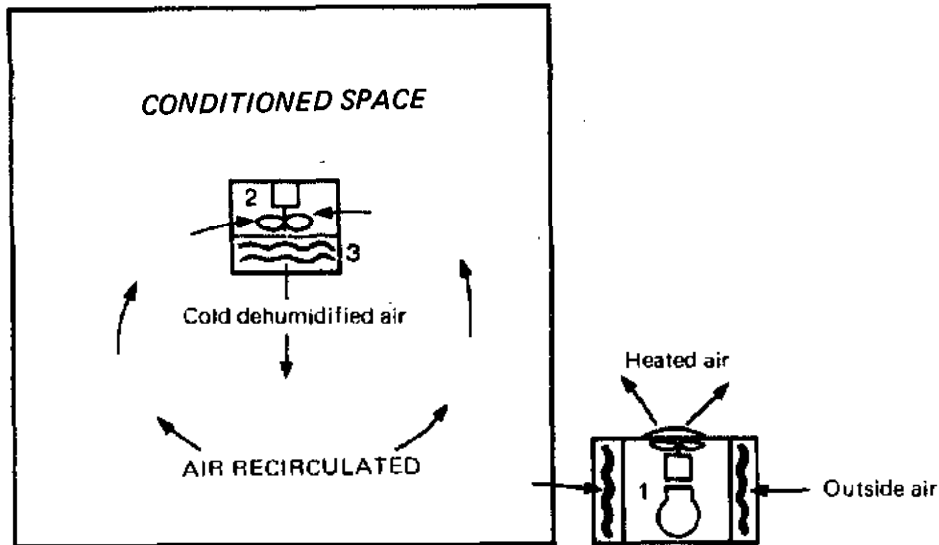 CONDITIONED SPACE
2
3
Cold dehumidified air
AIR RECIRCULATED
Heated air
1
Outside air